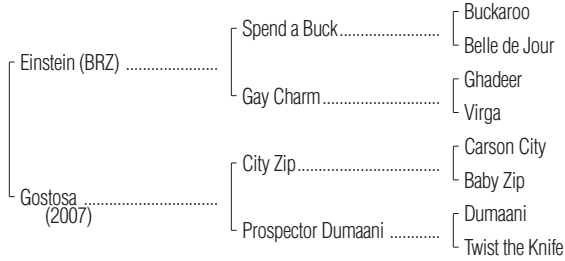 Buckaroo
Spend a Buck
Belle de Jour
Einstein (BRZ)
Ghadeer
Gay Charm
Virga
Carson City
City Zip
Baby Zip
Gostosa
(2007)
Dumaani
Prospector Dumaani
Twist the Knife